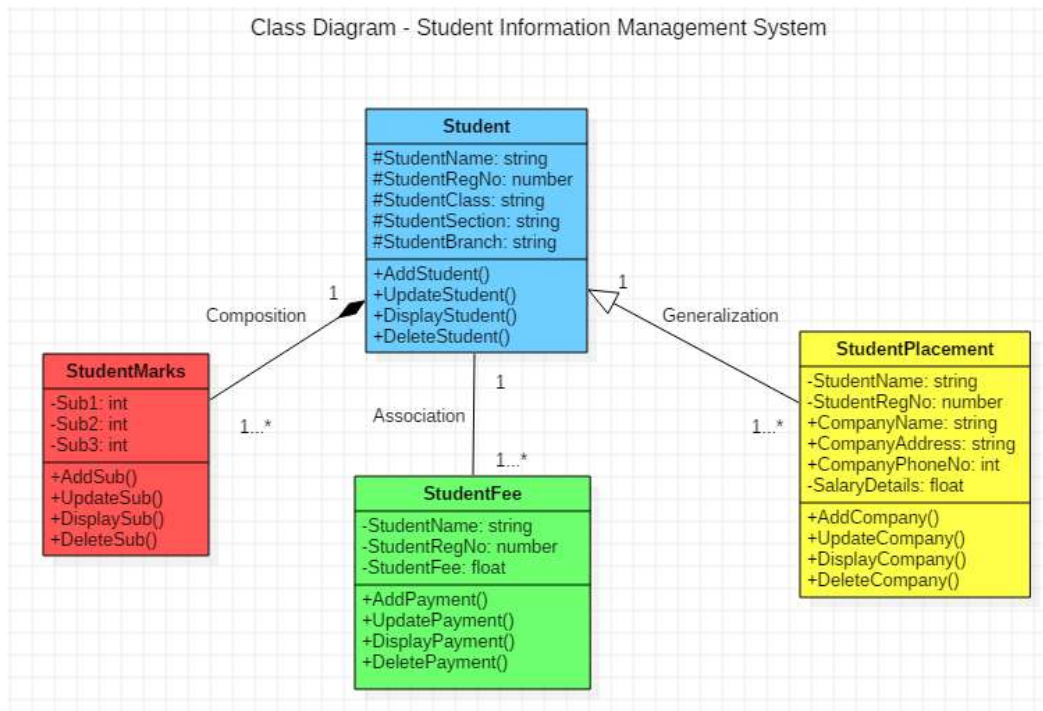 Class Diagram - Student Information Management System
Student
#StudentName: string
#StudentRegNo: number
#StudentClass: string
#StudentSection: string
#StudentBranch: string
+AddStudent()
+UpdateStudent()
+DisplayStudent()
+DeleteStudent()
1
Composition
1...*
1
Association
1...*
1
Generalization
1...*
StudentMarks
-Sub1: int
-Sub2: int
-Sub3: int
+AddSub()
+UpdateSub()
+DisplaySub()
+DeleteSub()
StudentFee
-StudentName: string
-StudentRegNo: number
-StudentFee: float
+AddPayment()
+UpdatePayment()
+DisplayPayment()
+DeletePayment()
StudentPlacement
-StudentName: string
-StudentRegNo: number
+CompanyName: string
+CompanyAddress: string
+CompanyPhoneNo: int
-SalaryDetails: float
+AddCompany()
+UpdateCompany()
+DisplayCompany()
+DeleteCompany()